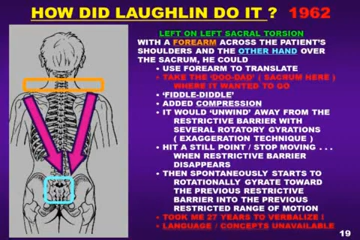 HOW DID LAUGHLIN DO IT ? 1962
LEFT ON LEFT SACRAL TORSION
WITH A FOREARM ACROSS THE PATIENT'S
SHOULDERS AND THE OTHER HAND OVER
THE SACRUM, HE COULD
• USE FOREARM TO TRANSLATE
• TAKE THE 'DOO-DAD' ( SACRUM HERE )
WHERE IT WANTED TO GO
• 'FIDDLE-DIDDLE'
• ADDED COMPRESSION
• IT WOULD 'UNWIND' AWAY FROM THE
RESTRICTIVE BARRIER WITH
SEVERAL ROTATORY GYRATIONS
( EXAGGERATION TECHNIQUE )
• HIT A STILL POINT / STOP MOVING . . .
WHEN RESTRICTIVE BARRIER
DISAPPEARS
• THEN SPONTANEOUSLY STARTS TO
ROTATIONALLY GYRATE TOWARD
THE PREVIOUS RESTRICTIVE
BARRIER INTO THE PREVIOUS
RESTRICTED RANGE OF MOTION
• TOOK ME 27 YEARS TO VERBALIZE !
• LANGUAGE / CONCEPTS UNAVAILABLE
19